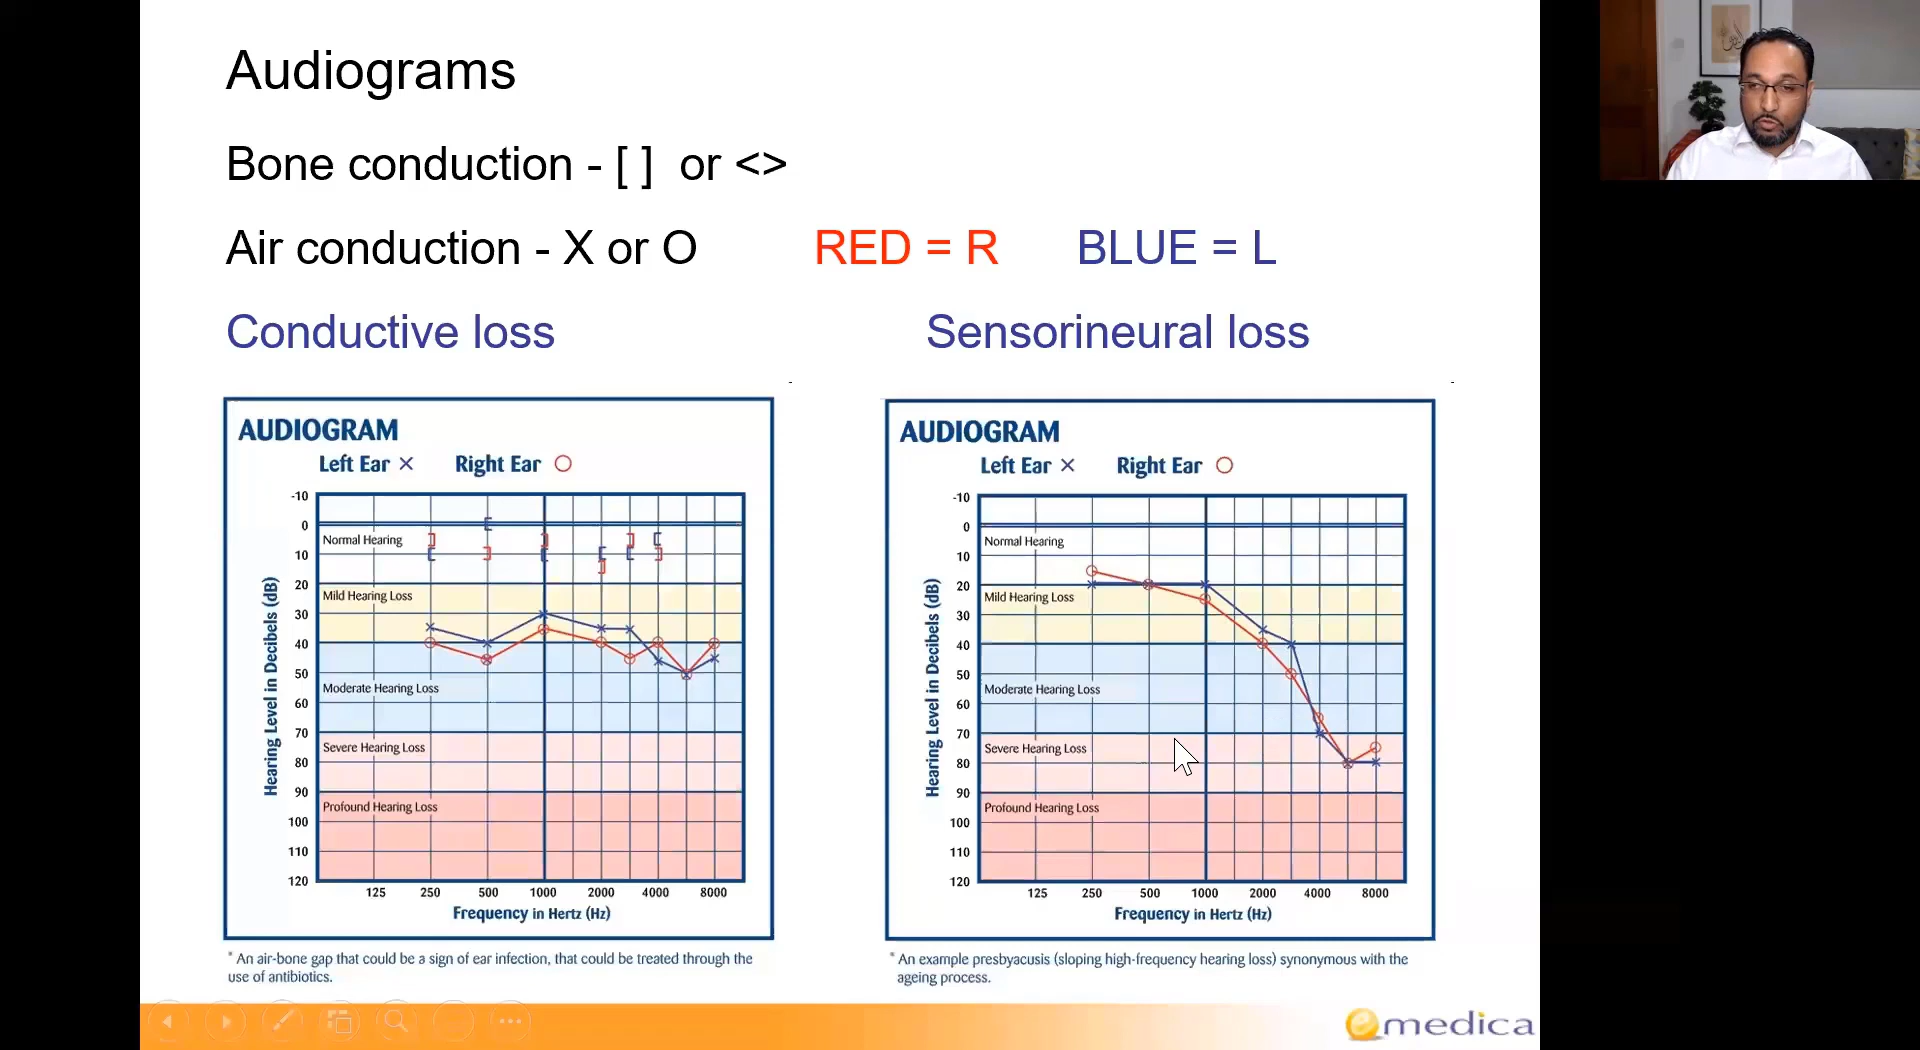 Audiograms
Bone conduction - [ ] or <>
Air conduction - X or O RED = R BLUE = L
Conductive loss Sensorineural loss
AUDIOGRAM
Left Ear × Right Ear O
-10
0
10
20
30
40
50
60
70
80
90
100
110
120
Hearing Level in Decibels (dB)
Normal Hearing
Mild Hearing Loss
Moderate Hearing Loss
Severe Hearing Loss
Profound Hearing Loss
125 250 500 1000 2000 4000 8000
Frequency in Hertz (Hz)
* An air-bone gap that could be a sign of ear infection, that could be treated through the
use of antibiotics.
AUDIOGRAM
Left Ear × Right Ear O
-10
0
10
20
30
40
50
60
70
80
90
100
110
120
Hearing Level in Decibels (dB)
Normal Hearing
Mild Hearing Loss
Moderate Hearing Loss
Severe Hearing Loss
Profound Hearing Loss
125 250 500 1000 2000 4000 8000
Frequency in Hertz (Hz)
* An example presbyacusis (sloping high-frequency hearing loss) synonymous with the
ageing process.
emedica